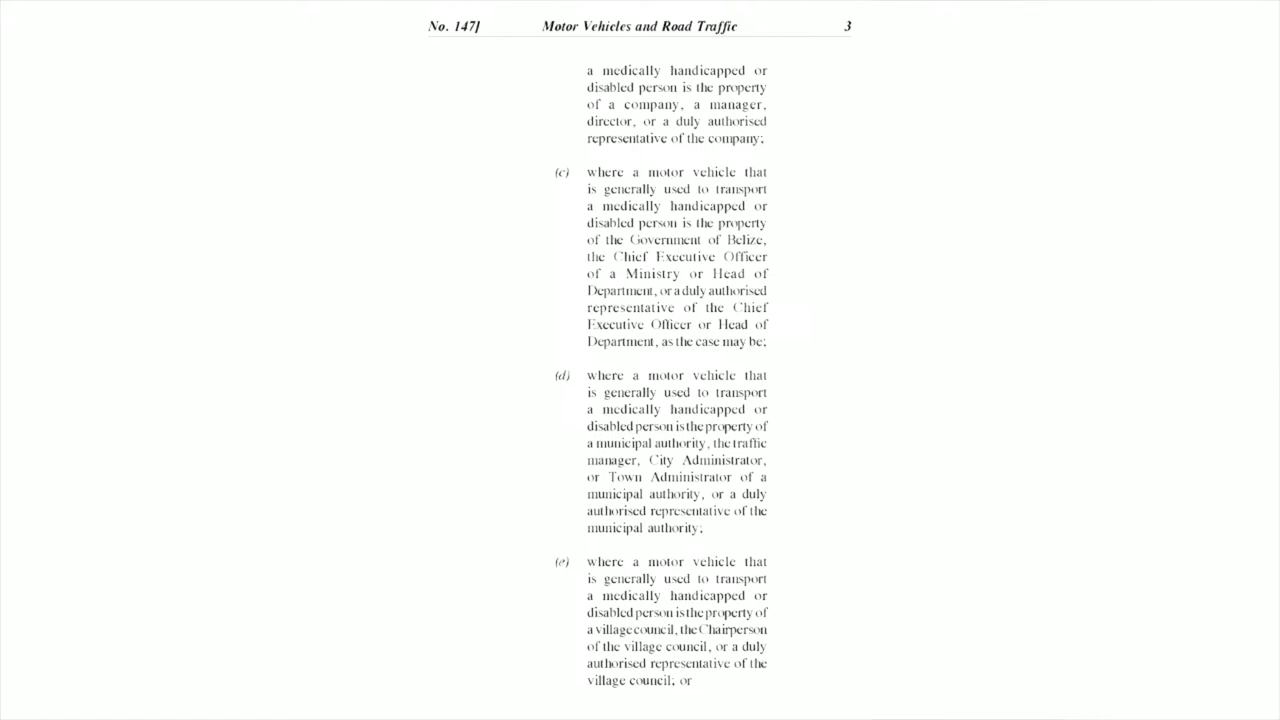 No. 147] Motor Vehicles and Road Traffic 3
a medically handicapped or
disabled person is the property
of a company, a manager,
director, or a duly authorised
representative of the company;
(c) where a motor vehicle that
is generally used to transport
a medically handicapped or
disabled person is the property
of the Government of Belize,
the Chief Executive Officer
of a Ministry or Head of
Department, or a duly authorised
representative of the Chief
Executive Officer or Head of
Department, as the case may be;
(d) where a motor vehicle that
is generally used to transport
a medically handicapped or
disabled person is the property of
a municipal authority, the traffic
manager, City Administrator,
or Town Administrator of a
municipal authority, or a duly
authorised representative of the
municipal authority;
(e) where a motor vehicle that
is generally used to transport
a medically handicapped or
disabled person is the property of
a village council, the Chairperson
of the village council, or a duly
authorised representative of the
village council; or